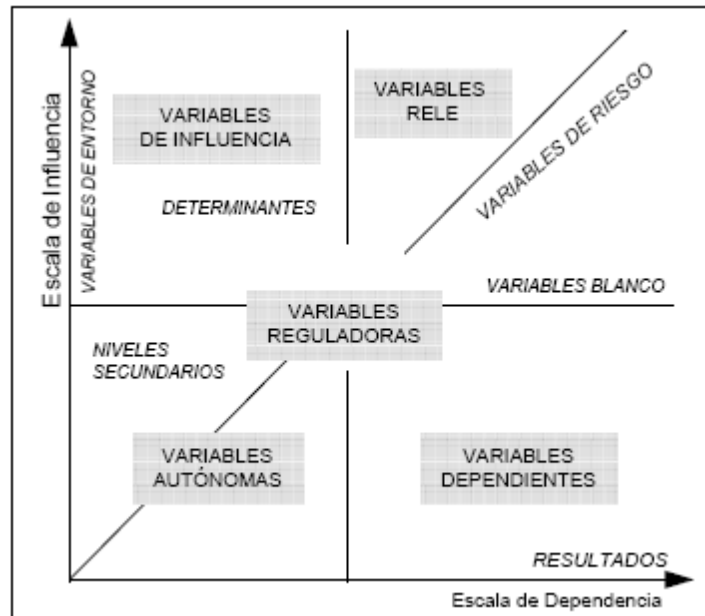 Escala de Influencia
VARIABLES DE ENTORNO
VARIABLES
DE INFLUENCIA
VARIABLES
RELE
VARIABLES DE RIESGO
DETERMINANTES
VARIABLES BLANCO
VARIABLES
REGULADORAS
NIVELES
SECUNDARIOS
VARIABLES
AUTÓNOMAS
VARIABLES
DEPENDIENTES
RESULTADOS
Escala de Dependencia